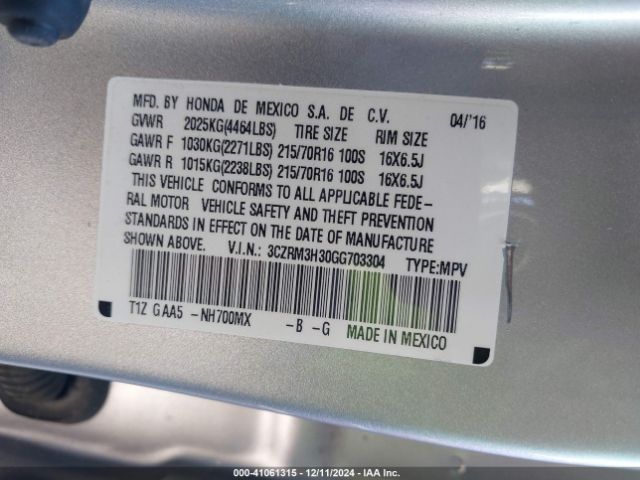 MFD. BY HONDA DE MEXICO S.A. DE C.V. 04/'16
GVWR 2025KG(4464LBS) TIRE SIZE RIM SIZE
GAWR F 1030KG(2271LBS) 215/70R16 100S 16X6.5J
GAWR R 1015KG(2238LBS) 215/70R16 100S 16X6.5J
THIS VEHICLE CONFORMS TO ALL APPLICABLE FEDE-
RAL MOTOR VEHICLE SAFETY AND THEFT PREVENTION
STANDARDS IN EFFECT ON THE DATE OF MANUFACTURE
SHOWN ABOVE. V.I.N.: 3CZRM3H30GG703304 TYPE:MPV
T1Z GAA5 -NH700MX -B -G MADE IN MEXICO
000-41061315 - 12/11/2024 - IAA Inc.